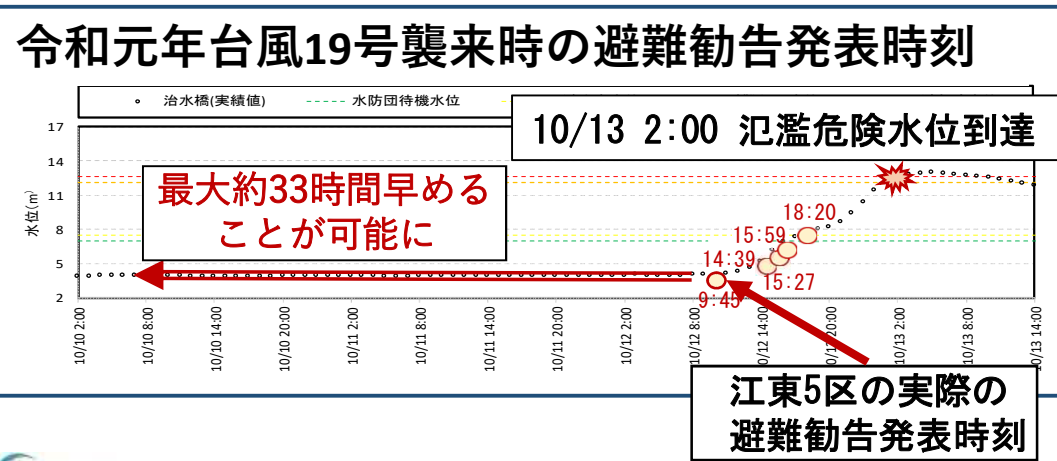 令和元年台風19号襲来時の避難勧告発表時刻
治水橋(実績値)
水防団待機水位
10/13 2:00 氾濫危険水位到達
最大約33時間早める
ことが可能に
水位(㎡)
17
14
11
8
5
2
18:20
15:59
14:39
15:27
9:45
10/10 2:00
10/10 8:00
10/10 14:00
10/10 20:00
10/11 2:00
10/11 8:00
10/11 14:00
10/11 20:00
10/12 2:00
10/12 8:00
10/12 14:00
10/12 20:00
10/13 2:00
10/13 8:00
10/13 14:00
江東5区の実際の
避難勧告発表時刻